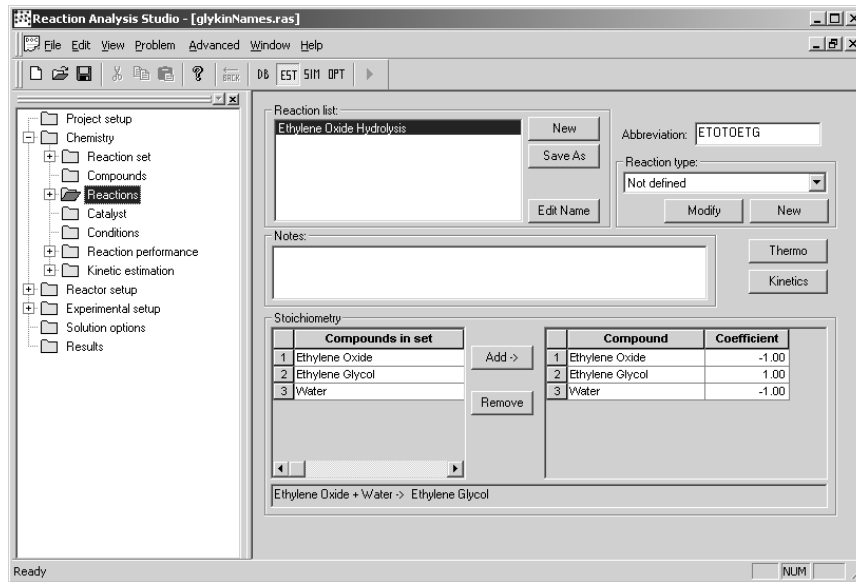 Reaction Analysis Studio - [glykinNames.ras]
File Edit View Problem Advanced Window Help
BACK DB EST SIM OPT
Project setup
Chemistry
Reaction set
Compounds
Reactions
Catalyst
Conditions
Reaction performance
Kinetic estimation
Reactor setup
Experimental setup
Solution options
Results
Reaction list:
Ethylene Oxide Hydrolysis
New
Save As
Edit Name
Abbreviation: ETOTOETG
Reaction type:
Not defined
Modify New
Notes:
Thermo
Kinetics
Stoichiometry
Compounds in set
1 Ethylene Oxide
2 Ethylene Glycol
3 Water
Add ->
Remove
Compound Coefficient
1 Ethylene Oxide -1.00
2 Ethylene Glycol 1.00
3 Water -1.00
Ethylene Oxide + Water -> Ethylene Glycol
Ready NUM